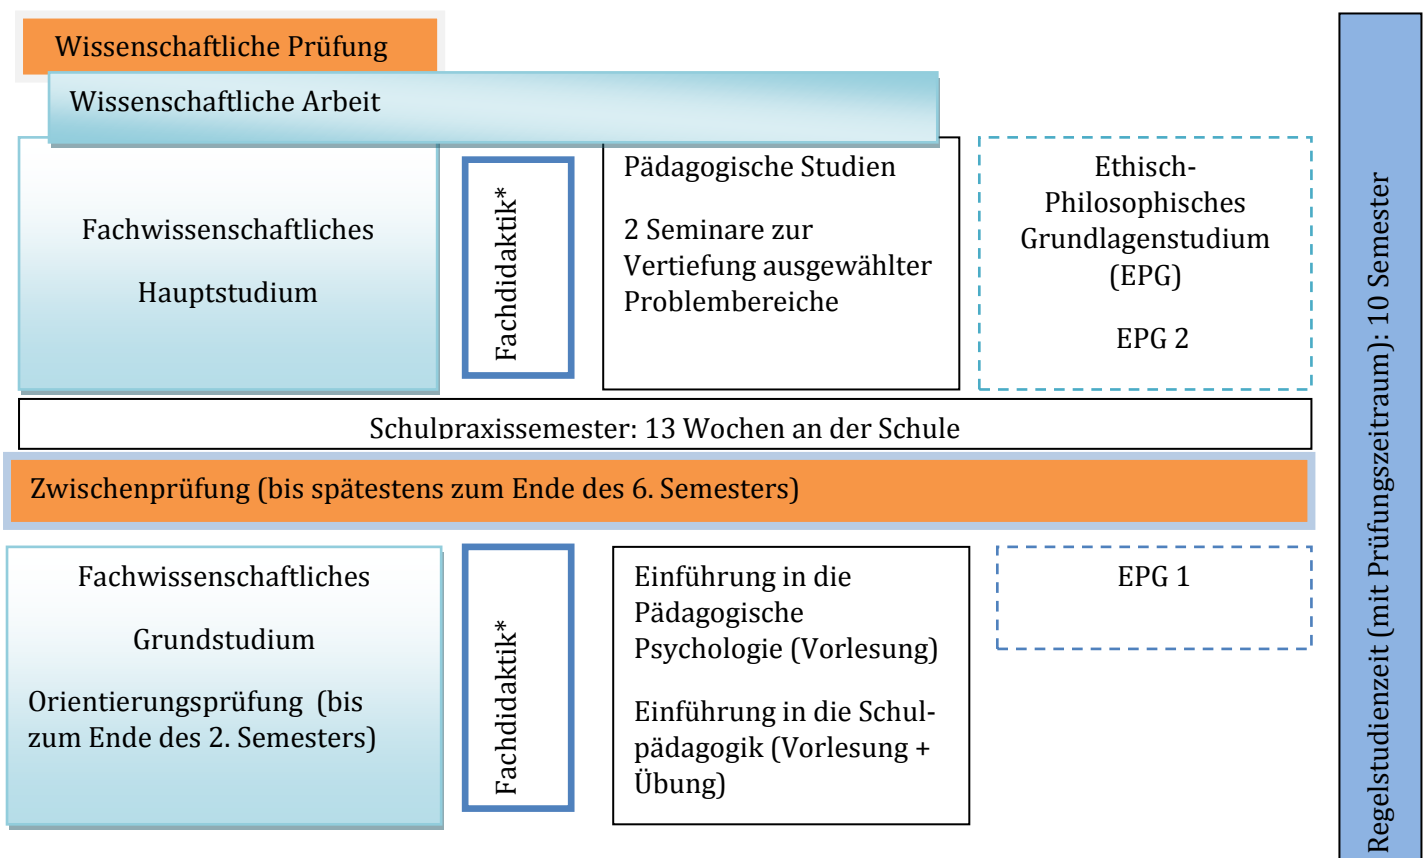 Wissenschaftliche Prüfung
Wissenschaftliche Arbeit
Fachwissenschaftliches
Hauptstudium
Fachdidaktik*
Pädagogische Studien
2 Seminare zur
Vertiefung ausgewählter
Problembereiche
Ethisch-
Philosophisches
Grundlagenstudium
(EPG)
EPG 2
Schulpraxissemester: 13 Wochen an der Schule
Zwischenprüfung (bis spätestens zum Ende des 6. Semesters)
Fachwissenschaftliches
Grundstudium
Orientierungsprüfung (bis
zum Ende des 2. Semesters)
Fachdidaktik*
Einführung in die
Pädagogische
Psychologie (Vorlesung)
Einführung in die Schul-
pädagogik (Vorlesung +
Übung)
EPG 1
Regelstudienzeit (mit Prüfungszeitraum): 10 Semester